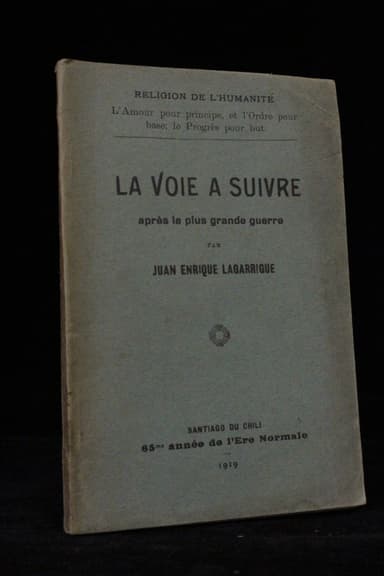 RELIGION DE L'HUMANITÉ
L'Amour pour principe, et l'Ordre pour
base; le Progrès pour but.
LA VOIE A SUIVRE
après le plus grande guerre
PAR
JUAN ENRIQUE LAGARRIGUE
SANTIAGO DU CHILI
65me année de l'Ere Normale
1919